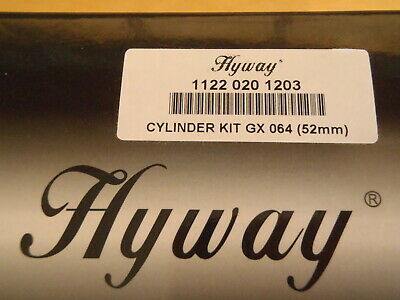 Hyway
1122 020 1203
CYLINDER KIT GX 064 (52mm)
Hyway ®